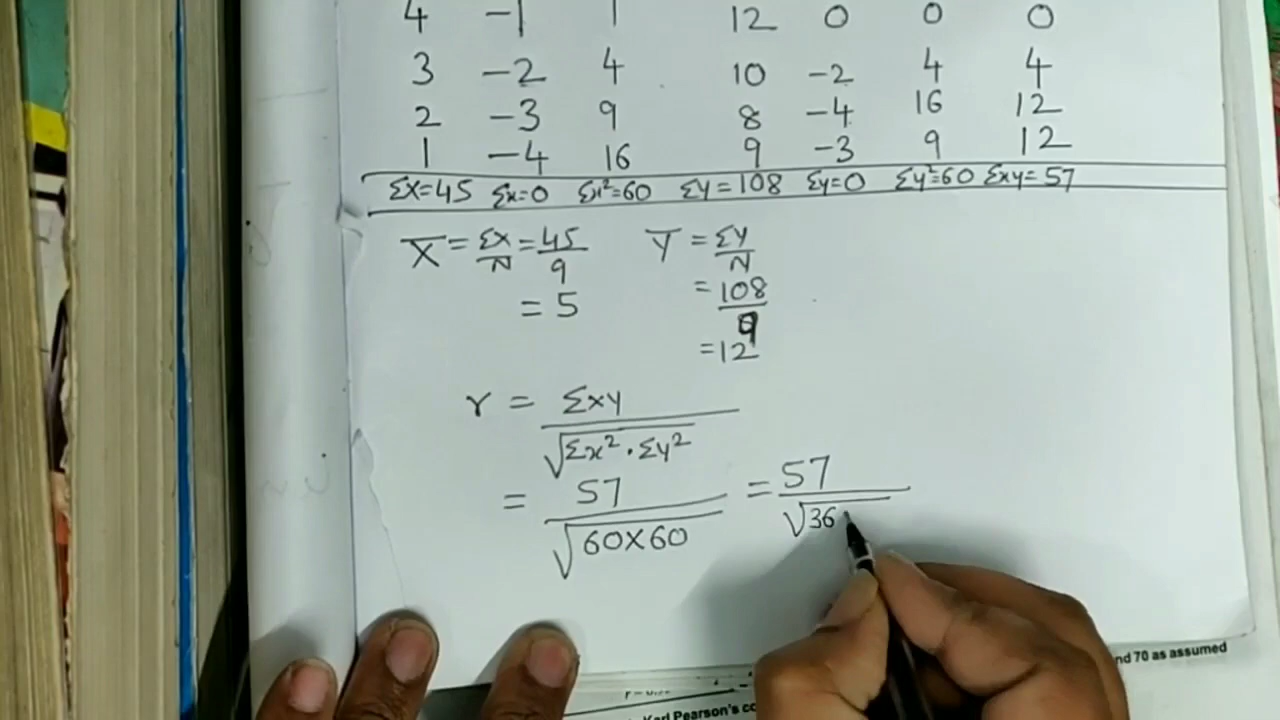 4 -1 1 12 0 0 0
3 -2 4 10 -2 4 4
2 -3 9 8 -4 16 12
1 -4 16 9 -3 9 12
ΣX=45 Σx=0 Σx²=60 ΣY=108 Σy=0 Σy²=60 Σxy=57
X̅ = ΣX/N = 45/9 Y̅ = ΣY/N
= 5 = 108/9
= 12
r = Σxy/√Σx²·Σy²
= 57/√60×60 = 57/√36
nd 70 as assumed
Karl Pearson's co